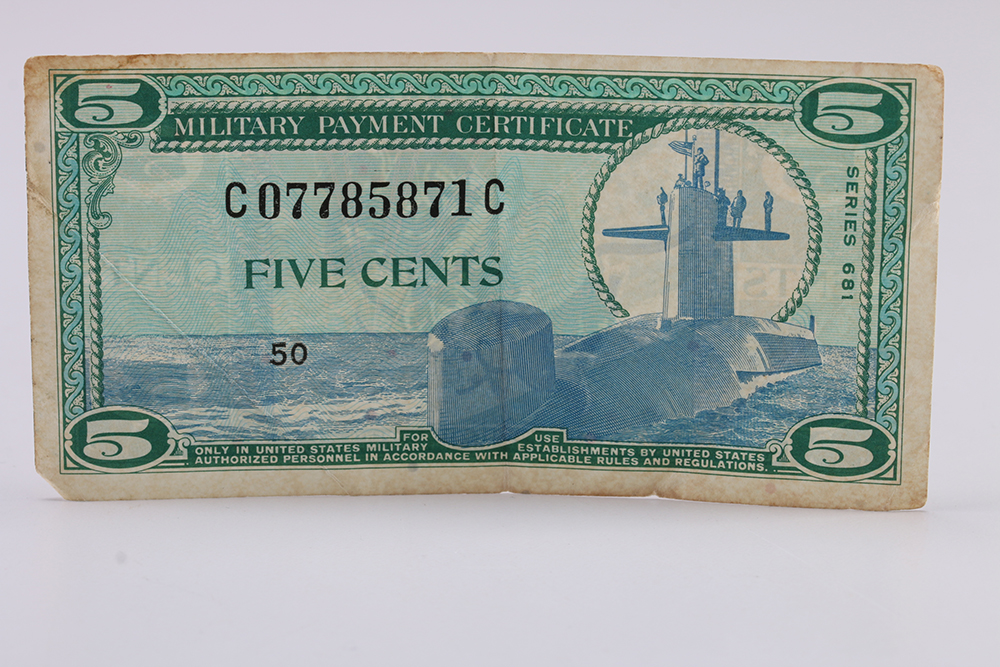 5 5
MILITARY PAYMENT CERTIFICATE
SERIES 681
C07785871C
FIVE CENTS
50
FOR USE
ONLY IN UNITED STATES MILITARY ESTABLISHMENTS BY UNITED STATES
AUTHORIZED PERSONNEL IN ACCORDANCE WITH APPLICABLE RULES AND REGULATIONS.
5 5